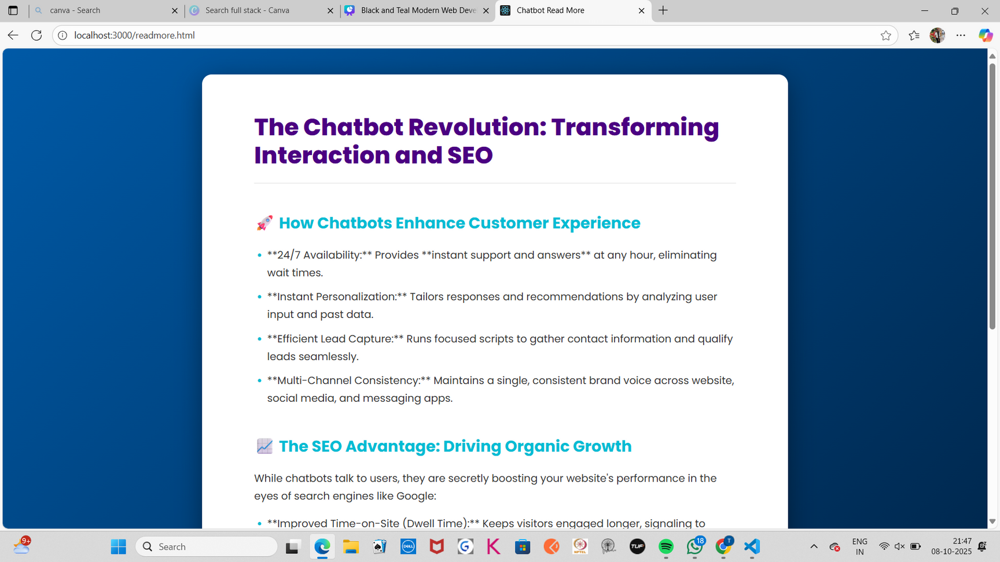 canva - Search
Search full stack - Canva
Black and Teal Modern Web Deve
Chatbot Read More
localhost:3000/readmore.html
The Chatbot Revolution: Transforming
Interaction and SEO
How Chatbots Enhance Customer Experience
**24/7 Availability:** Provides **instant support and answers** at any hour, eliminating
wait times.
**Instant Personalization:** Tailors responses and recommendations by analyzing user
input and past data.
**Efficient Lead Capture:** Runs focused scripts to gather contact information and qualify
leads seamlessly.
**Multi-Channel Consistency:** Maintains a single, consistent brand voice across website,
social media, and messaging apps.
The SEO Advantage: Driving Organic Growth
While chatbots talk to users, they are secretly boosting your website's performance in the
eyes of search engines like Google:
**Improved Time-on-Site (Dwell Time):** Keeps visitors engaged longer, signaling to
9+
Search
DELL
G
K
NPTEL
TUF
18
T
ENG
IN
21:47
08-10-2025